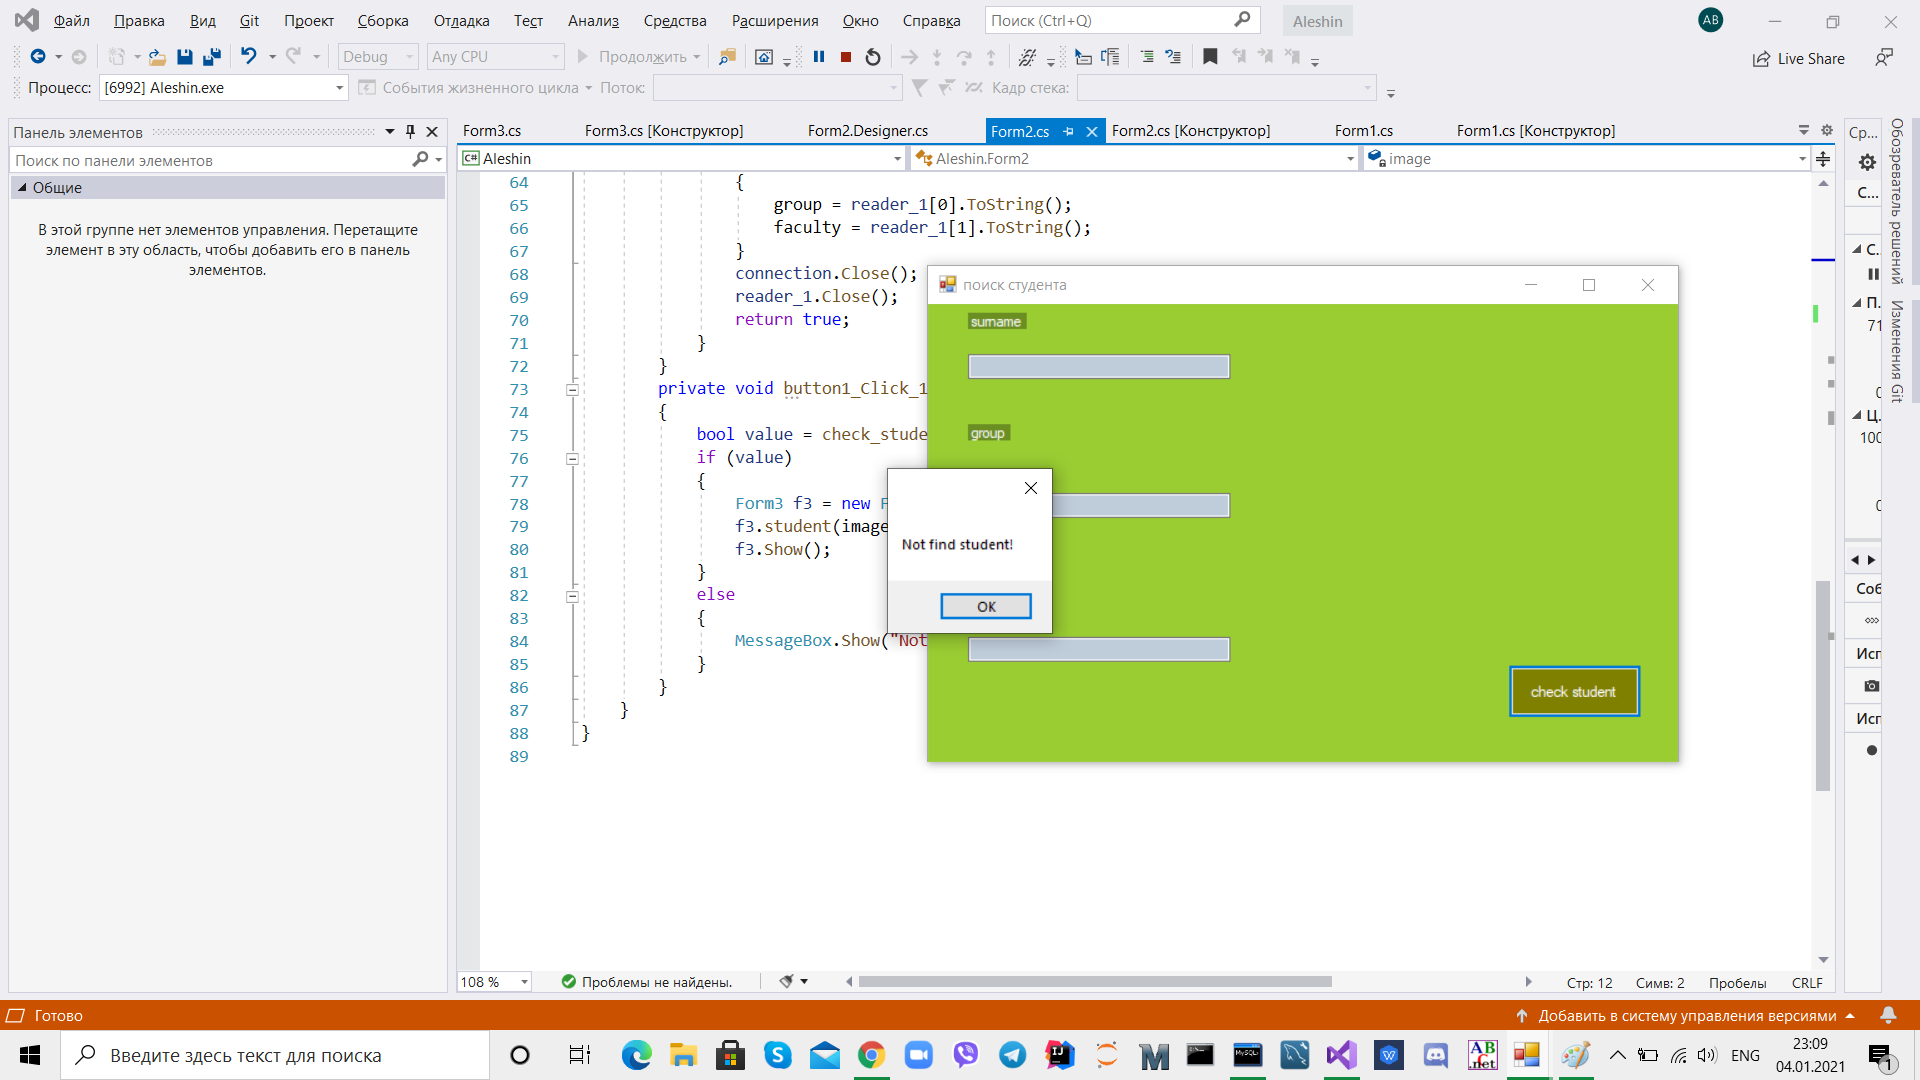 Файл Правка Вид Git Проект Сборка Отладка Тест Анализ Средства Расширения Окно Справка Поиск (Ctrl+Q) Aleshin AB
Debug Any CPU Продолжить Live Share
Процесс: [6992] Aleshin.exe События жизненного цикла Поток: Кадр стека:
Панель элементов
Поиск по панели элементов
Общие
В этой группе нет элементов управления. Перетащите
элемент в эту область, чтобы добавить его в панель
элементов.
Form3.cs Form3.cs [Конструктор] Form2.Designer.cs Form2.cs Form2.cs [Конструктор] Form1.cs Form1.cs [Конструктор]
C# Aleshin Aleshin.Form2 image
64 {
65 group = reader_1[0].ToString();
66 faculty = reader_1[1].ToString();
67 }
68 connection.Close();
69 reader_1.Close();
70 return true;
71 }
72 }
73 private void button1_Click_1
74 {
75 bool value = check_stude
76 if (value)
77 {
78 Form3 f3 = new F
79 f3.student(image
80 f3.Show();
81 }
82 else
83 {
84 MessageBox.Show("Not
85 }
86 }
87 }
88 }
89
поиск студента
surname
group
check student
Not find student!
OK
Ср...
С...
С.
П.
71
0
Ц.
100
0
Соб
Исп
Исп
Обозреватель решений
Изменения Git
108 % Проблемы не найдены. Стр: 12 Симв: 2 Пробелы CRLF
Готово Добавить в систему управления версиями
Введите здесь текст для поиска
IJ
MySQL
ABC.net
ENG
23:09
04.01.2021
1